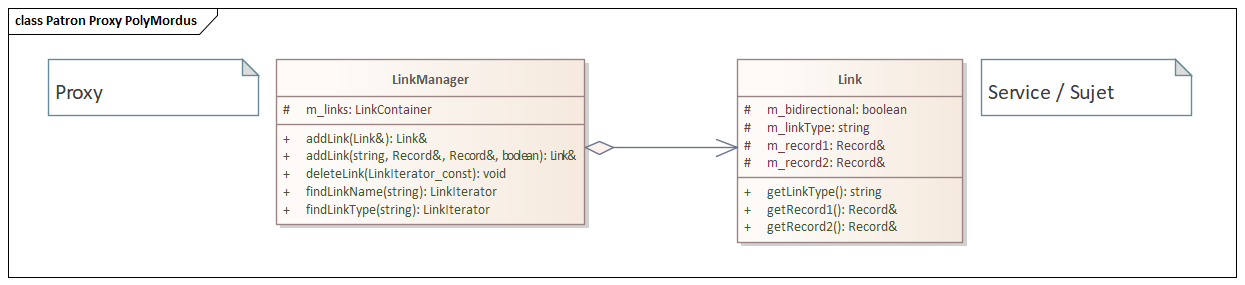 class Patron Proxy PolyMordus
Proxy
LinkManager
# m_links: LinkContainer
+ addLink(Link&): Link&
+ addLink(string, Record&, Record&, boolean): Link&
+ deleteLink(LinkIterator_const): void
+ findLinkName(string): LinkIterator
+ findLinkType(string): LinkIterator
Link
# m_bidirectional: boolean
# m_linkType: string
# m_record1: Record&
# m_record2: Record&
+ getLinkType(): string
+ getRecord1(): Record&
+ getRecord2(): Record&
Service / Sujet